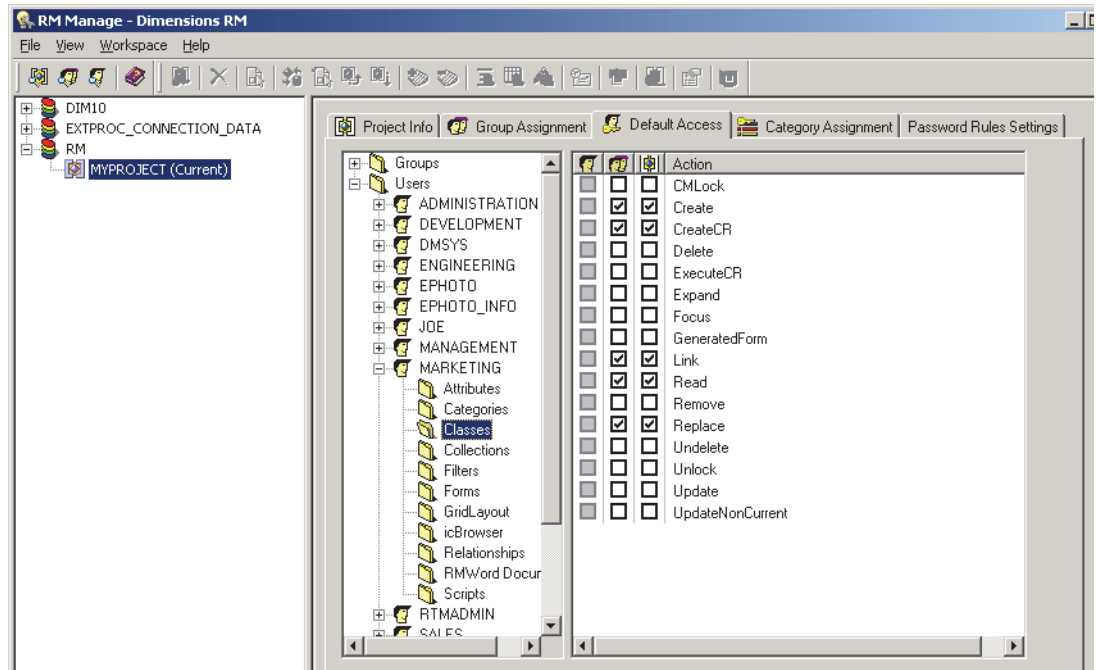 RM Manage - Dimensions RM
File View Workspace Help
DIM10
EXTPROC_CONNECTION_DATA
RM
MYPROJECT (Current)
Project Info Group Assignment Default Access Category Assignment Password Rules Settings
Groups
Users
ADMINISTRATION
DEVELOPMENT
DMSYS
ENGINEERING
EPHOTO
EPHOTO_INFO
JOE
MANAGEMENT
MARKETING
Attributes
Categories
Classes
Collections
Filters
Forms
GridLayout
icBrowser
Relationships
RMWord Docur
Scripts
RTMADMIN
SALES
Action
CMLock
Create
CreateCR
Delete
ExecuteCR
Expand
Focus
GeneratedForm
Link
Read
Remove
Replace
Undelete
Unlock
Update
UpdateNonCurrent